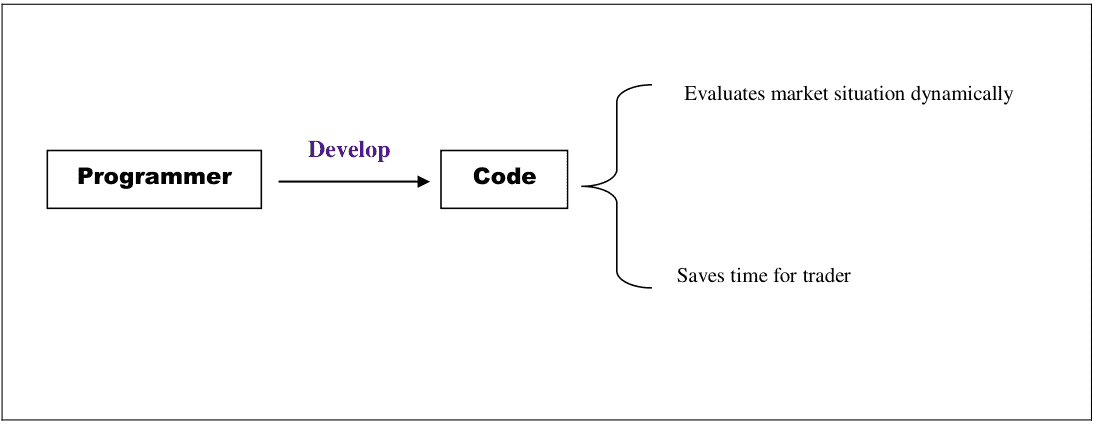 Evaluates market situation dynamically
Develop
Programmer
Code
Saves time for trader